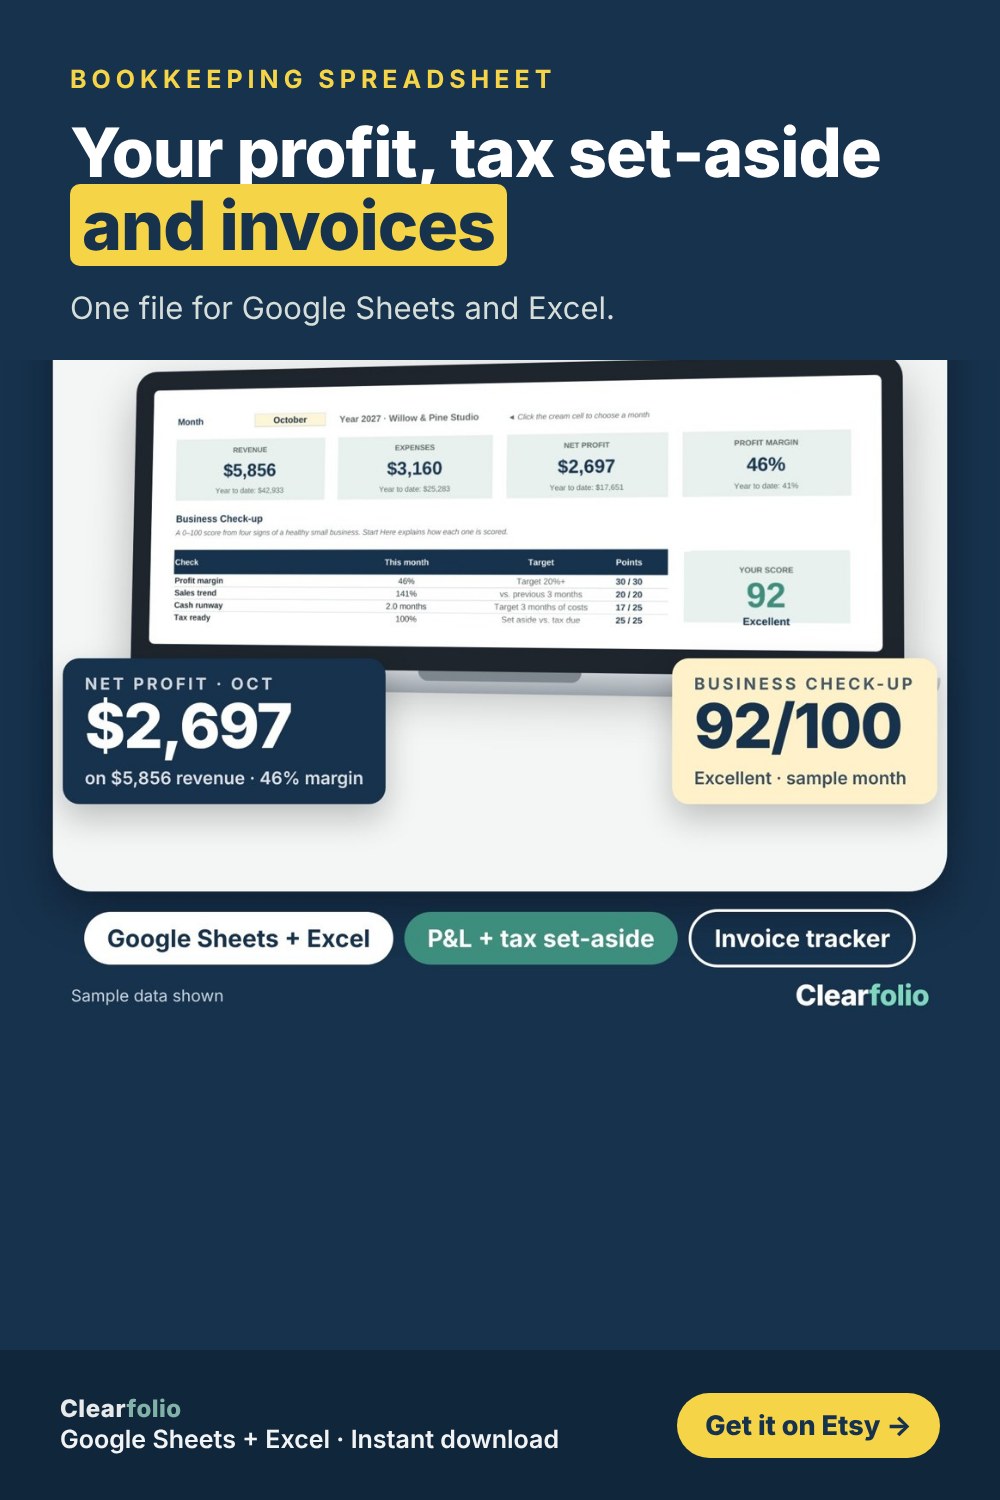 BOOKKEEPING SPREADSHEET
Your profit, tax set-aside
and invoices
One file for Google Sheets and Excel.
Month October Year 2027 · Willow & Pine Studio ◄ Click the cream cell to choose a month
REVENUE EXPENSES NET PROFIT PROFIT MARGIN
$5,856 $3,160 $2,697 46%
Year to date: $42,933 Year to date: $25,283 Year to date: $17,651 Year to date: 41%
Business Check-up
A 0–100 score from four signs of a healthy small business. Start Here explains how each one is scored.
Check This month Target Points
Profit margin 46% Target 20%+ 30 / 30
Sales trend 141% vs. previous 3 months 20 / 20
Cash runway 2.0 months Target 3 months of costs 17 / 25
Tax ready 100% Set aside vs. tax due 25 / 25
YOUR SCORE
92
Excellent
NET PROFIT · OCT
$2,697
on $5,856 revenue · 46% margin
BUSINESS CHECK-UP
92/100
Excellent · sample month
Google Sheets + Excel
P&L + tax set-aside
Invoice tracker
Sample data shown
Clearfolio
Clearfolio
Google Sheets + Excel · Instant download
Get it on Etsy →